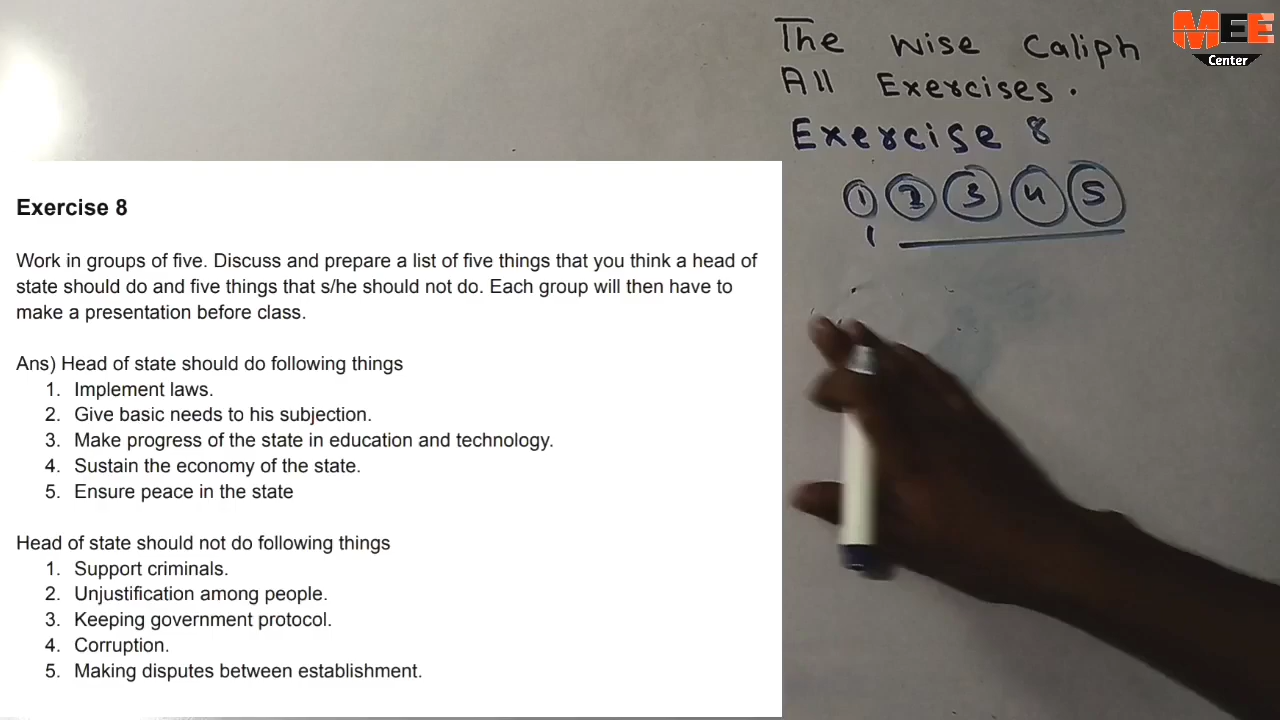 The Wise Caliph
All Exercises.
Exercise 8
1 2 3 4 5
1
MEE
Center
Exercise 8
Work in groups of five. Discuss and prepare a list of five things that you think a head of
state should do and five things that s/he should not do. Each group will then have to
make a presentation before class.
Ans) Head of state should do following things
1. Implement laws.
2. Give basic needs to his subjection.
3. Make progress of the state in education and technology.
4. Sustain the economy of the state.
5. Ensure peace in the state
Head of state should not do following things
1. Support criminals.
2. Unjustification among people.
3. Keeping government protocol.
4. Corruption.
5. Making disputes between establishment.